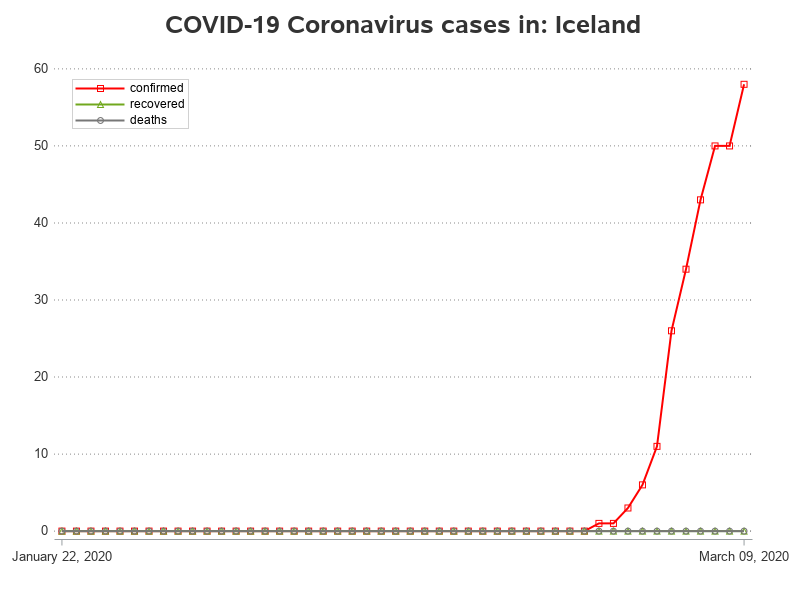 COVID-19 Coronavirus cases in: Iceland
60
confirmed
recovered
deaths
50
40
30
20
10
0
January 22, 2020 March 09, 2020